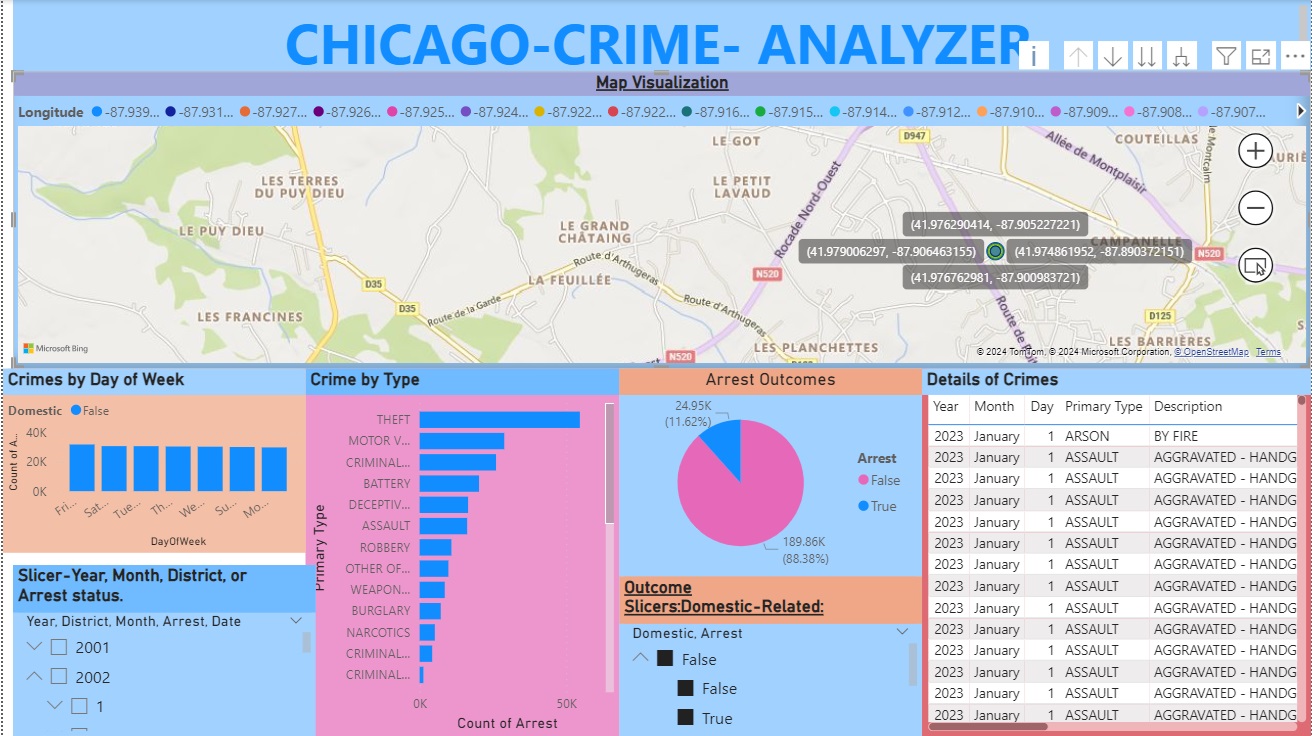 CHICAGO-CRIME- ANALYZER
Map Visualization
Longitude -87.939... -87.931... -87.927... -87.926... -87.925... -87.924... -87.922... -87.922... -87.916... -87.915... -87.914... -87.912... -87.910... -87.909... -87.908... -87.907...
LE GOT
D947
Allée de Montplaisir
COUTEILLAS
LES TERRES
DU PUY DIEU
LE PETIT
LAVAUD
Rocade Nord-Ouest
LE PUY DIEU
LE GRAND
CHÂTAING
(41.976290414, -87.905227221)
CAMPANELLE
(41.979006297, -87.906463155)
(41.974861952, -87.890372151)
N520
Route d'Arthugeras
N520
(41.976762981, -87.900983721)
LA FEUILLÉE
D35
D35
Route de la Garde
Route d'Arthugeras
LES FRANCINES
D125
LES PLANCHETTES
LES BARRIÈRES
N520
Microsoft Bing
© 2024 TomTom, © 2024 Microsoft Corporation, © OpenStreetMap Terms
Crimes by Day of Week
Domestic False
Count of A...
40K
20K
0K
Fri...
Sat...
Tue...
Th...
We...
Su...
Mo...
DayOfWeek
Slicer-Year, Month, District, or
Arrest status.
Year, District, Month, Arrest, Date
2001
2002
1
Crime by Type
Primary Type
THEFT
MOTOR V...
CRIMINAL...
BATTERY
DECEPTIV...
ASSAULT
ROBBERY
OTHER OF...
WEAPON...
BURGLARY
NARCOTICS
CRIMINAL...
CRIMINAL...
0K 50K
Count of Arrest
Arrest Outcomes
24.95K
(11.62%)
Arrest
False
True
189.86K
(88.38%)
Outcome
Slicers:Domestic-Related:
Domestic, Arrest
False
False
True
Details of Crimes
Year Month Day Primary Type Description
2023 January 1 ARSON BY FIRE
2023 January 1 ASSAULT AGGRAVATED - HANDG
2023 January 1 ASSAULT AGGRAVATED - HANDG
2023 January 1 ASSAULT AGGRAVATED - HANDG
2023 January 1 ASSAULT AGGRAVATED - HANDG
2023 January 1 ASSAULT AGGRAVATED - HANDG
2023 January 1 ASSAULT AGGRAVATED - HANDG
2023 January 1 ASSAULT AGGRAVATED - HANDG
2023 January 1 ASSAULT AGGRAVATED - HANDG
2023 January 1 ASSAULT AGGRAVATED - HANDG
2023 January 1 ASSAULT AGGRAVATED - HANDG
2023 January 1 ASSAULT AGGRAVATED - HANDG
2023 January 1 ASSAULT AGGRAVATED - HANDG
2023 January 1 ASSAULT AGGRAVATED - HANDG